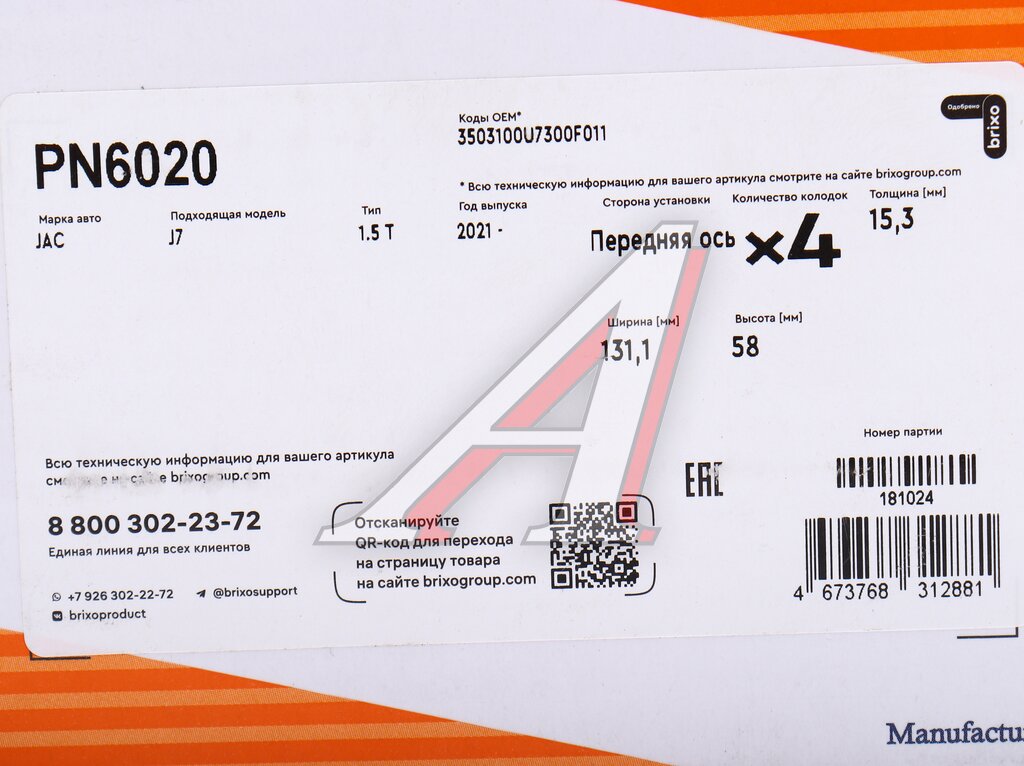 Одобрено
brixo
PN6020
Коды OEM*
3503100U7300F011
* Всю техническую информацию для вашего артикула смотрите на сайте brixogroup.com
Марка авто
JAC
Подходящая модель
J7
Тип
1.5 T
Год выпуска
2021 -
Сторона установки
Передняя ось
Количество колодок
x4
Толщина [мм]
15,3
Ширина [мм]
131,1
Высота [мм]
58
Всю техническую информацию для вашего артикула
brixogroup.com
8 800 302-23-72
Единая линия для всех клиентов
+7 926 302-22-72 @brixosupport
brixoproduct
Отсканируйте
QR-код для перехода
на страницу товара
на сайте brixogroup.com
EAC
Номер партии
181024
4 673768 312881
Manufactu